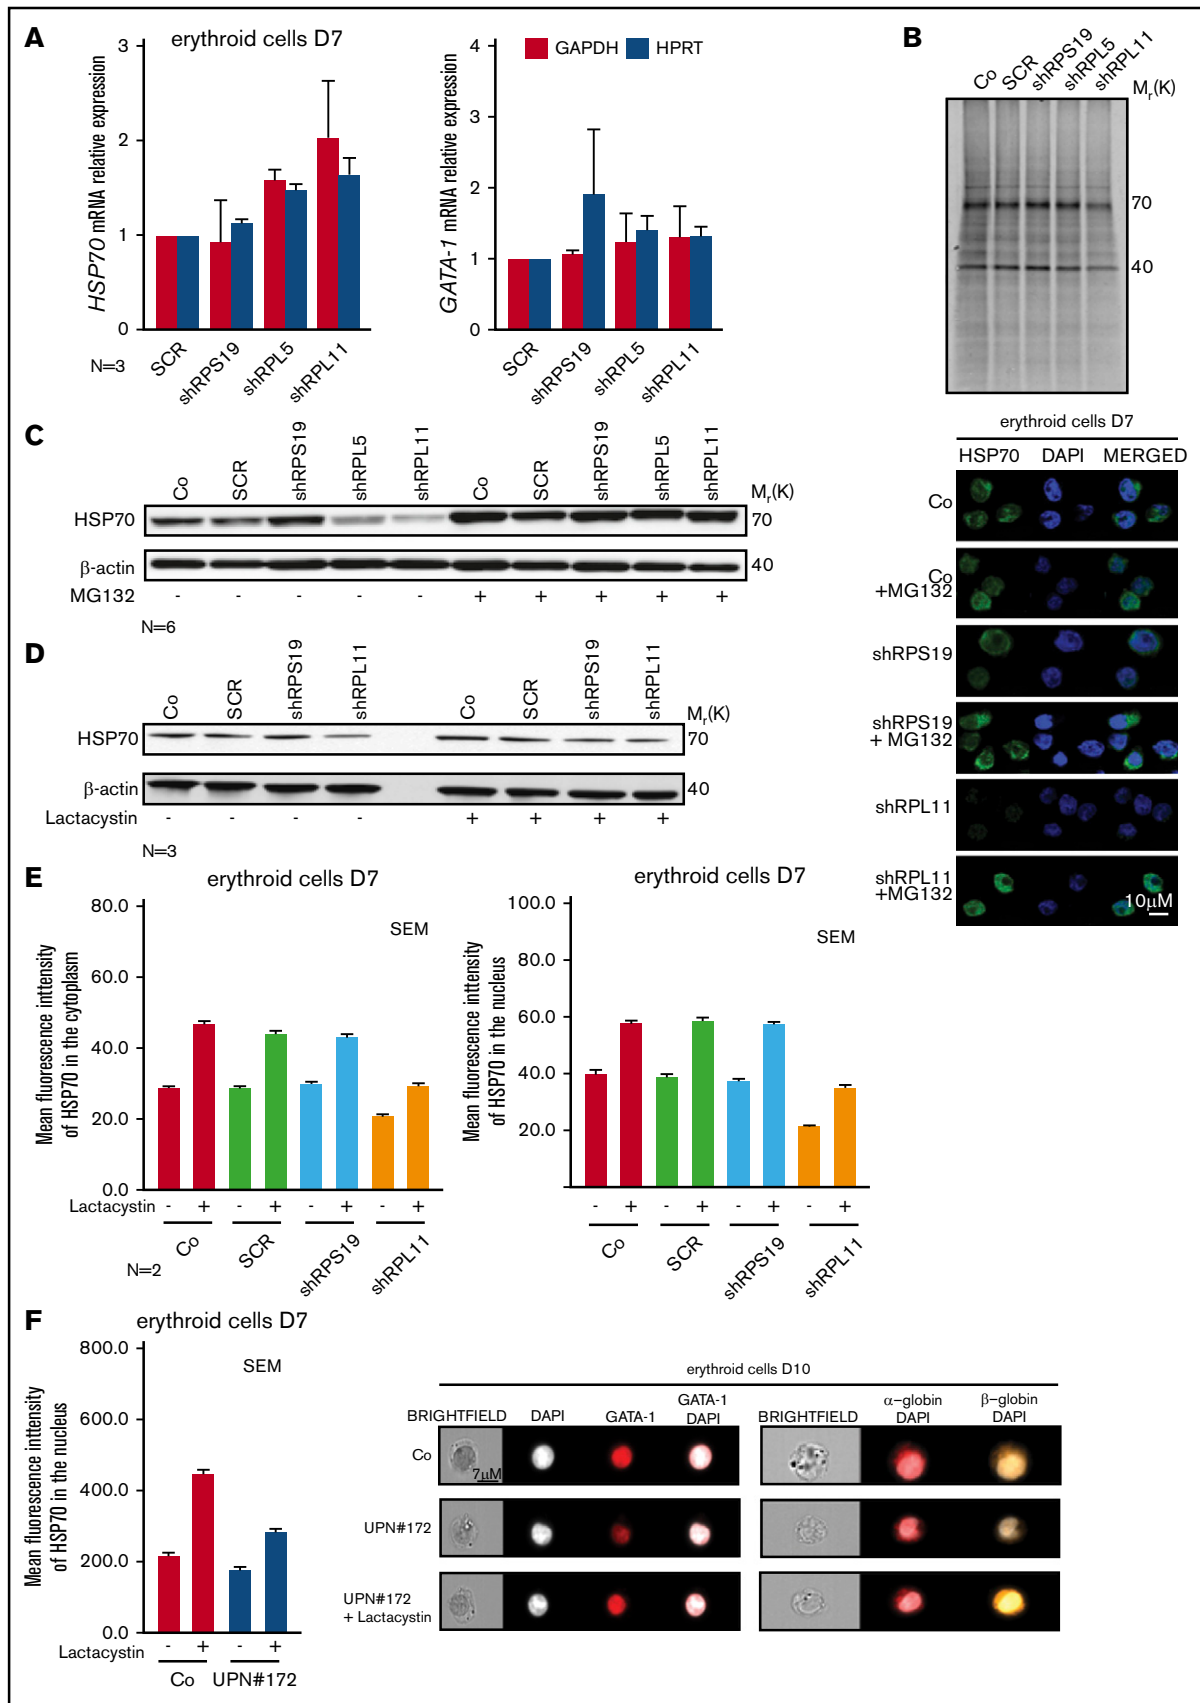 A
erythroid cells D7
HSP70 mRNA relative expression
3
2
1
0
SCR
shRPS19
shRPL5
shRPL11
N=3
GATA-1 mRNA relative expression
4
3
2
1
0
GAPDH
HPRT
SCR
shRPS19
shRPL5
shRPL11
B
Co
SCR
shRPS19
shRPL5
shRPL11
Mr(K)
70
40
C
Co
SCR
shRPS19
shRPL5
shRPL11
Co
SCR
shRPS19
shRPL5
shRPL11
Mr(K)
HSP70
70
β-actin
40
MG132 - - - - - + + + + +
N=6
erythroid cells D7
HSP70 DAPI MERGED
Co
Co
+MG132
shRPS19
shRPS19
+ MG132
shRPL11
shRPL11
+MG132
10μM
D
Co
SCR
shRPS19
shRPL11
Co
SCR
shRPS19
shRPL11
Mr(K)
HSP70
70
β-actin
40
Lactacystin - - - - + + + +
N=3
E
erythroid cells D7
Mean fluorescence inttensity
of HSP70 in the cytoplasm
80.0
60.0
40.0
20.0
0.0
SEM
Lactacystin - + - + - + - +
Co
SCR
shRPS19
shRPL11
N=2
erythroid cells D7
Mean fluorescence intensity
of HSP70 in the nucleus
100.0
80.0
60.0
40.0
20.0
SEM
- + - + - + - +
Co
SCR
shRPS19
shRPL11
F
erythroid cells D7
Mean fluorescence intensity
of HSP70 in the nucleus
800.0
600.0
400.0
200.0
0.0
SEM
Lactacystin - + - +
Co UPN#172
erythroid cells D10
BRIGHTFIELD DAPI GATA-1 GATA-1
DAPI
BRIGHTFIELD α–globin
DAPI
β–globin
DAPI
Co
7μM
UPN#172
UPN#172
+ Lactacystin